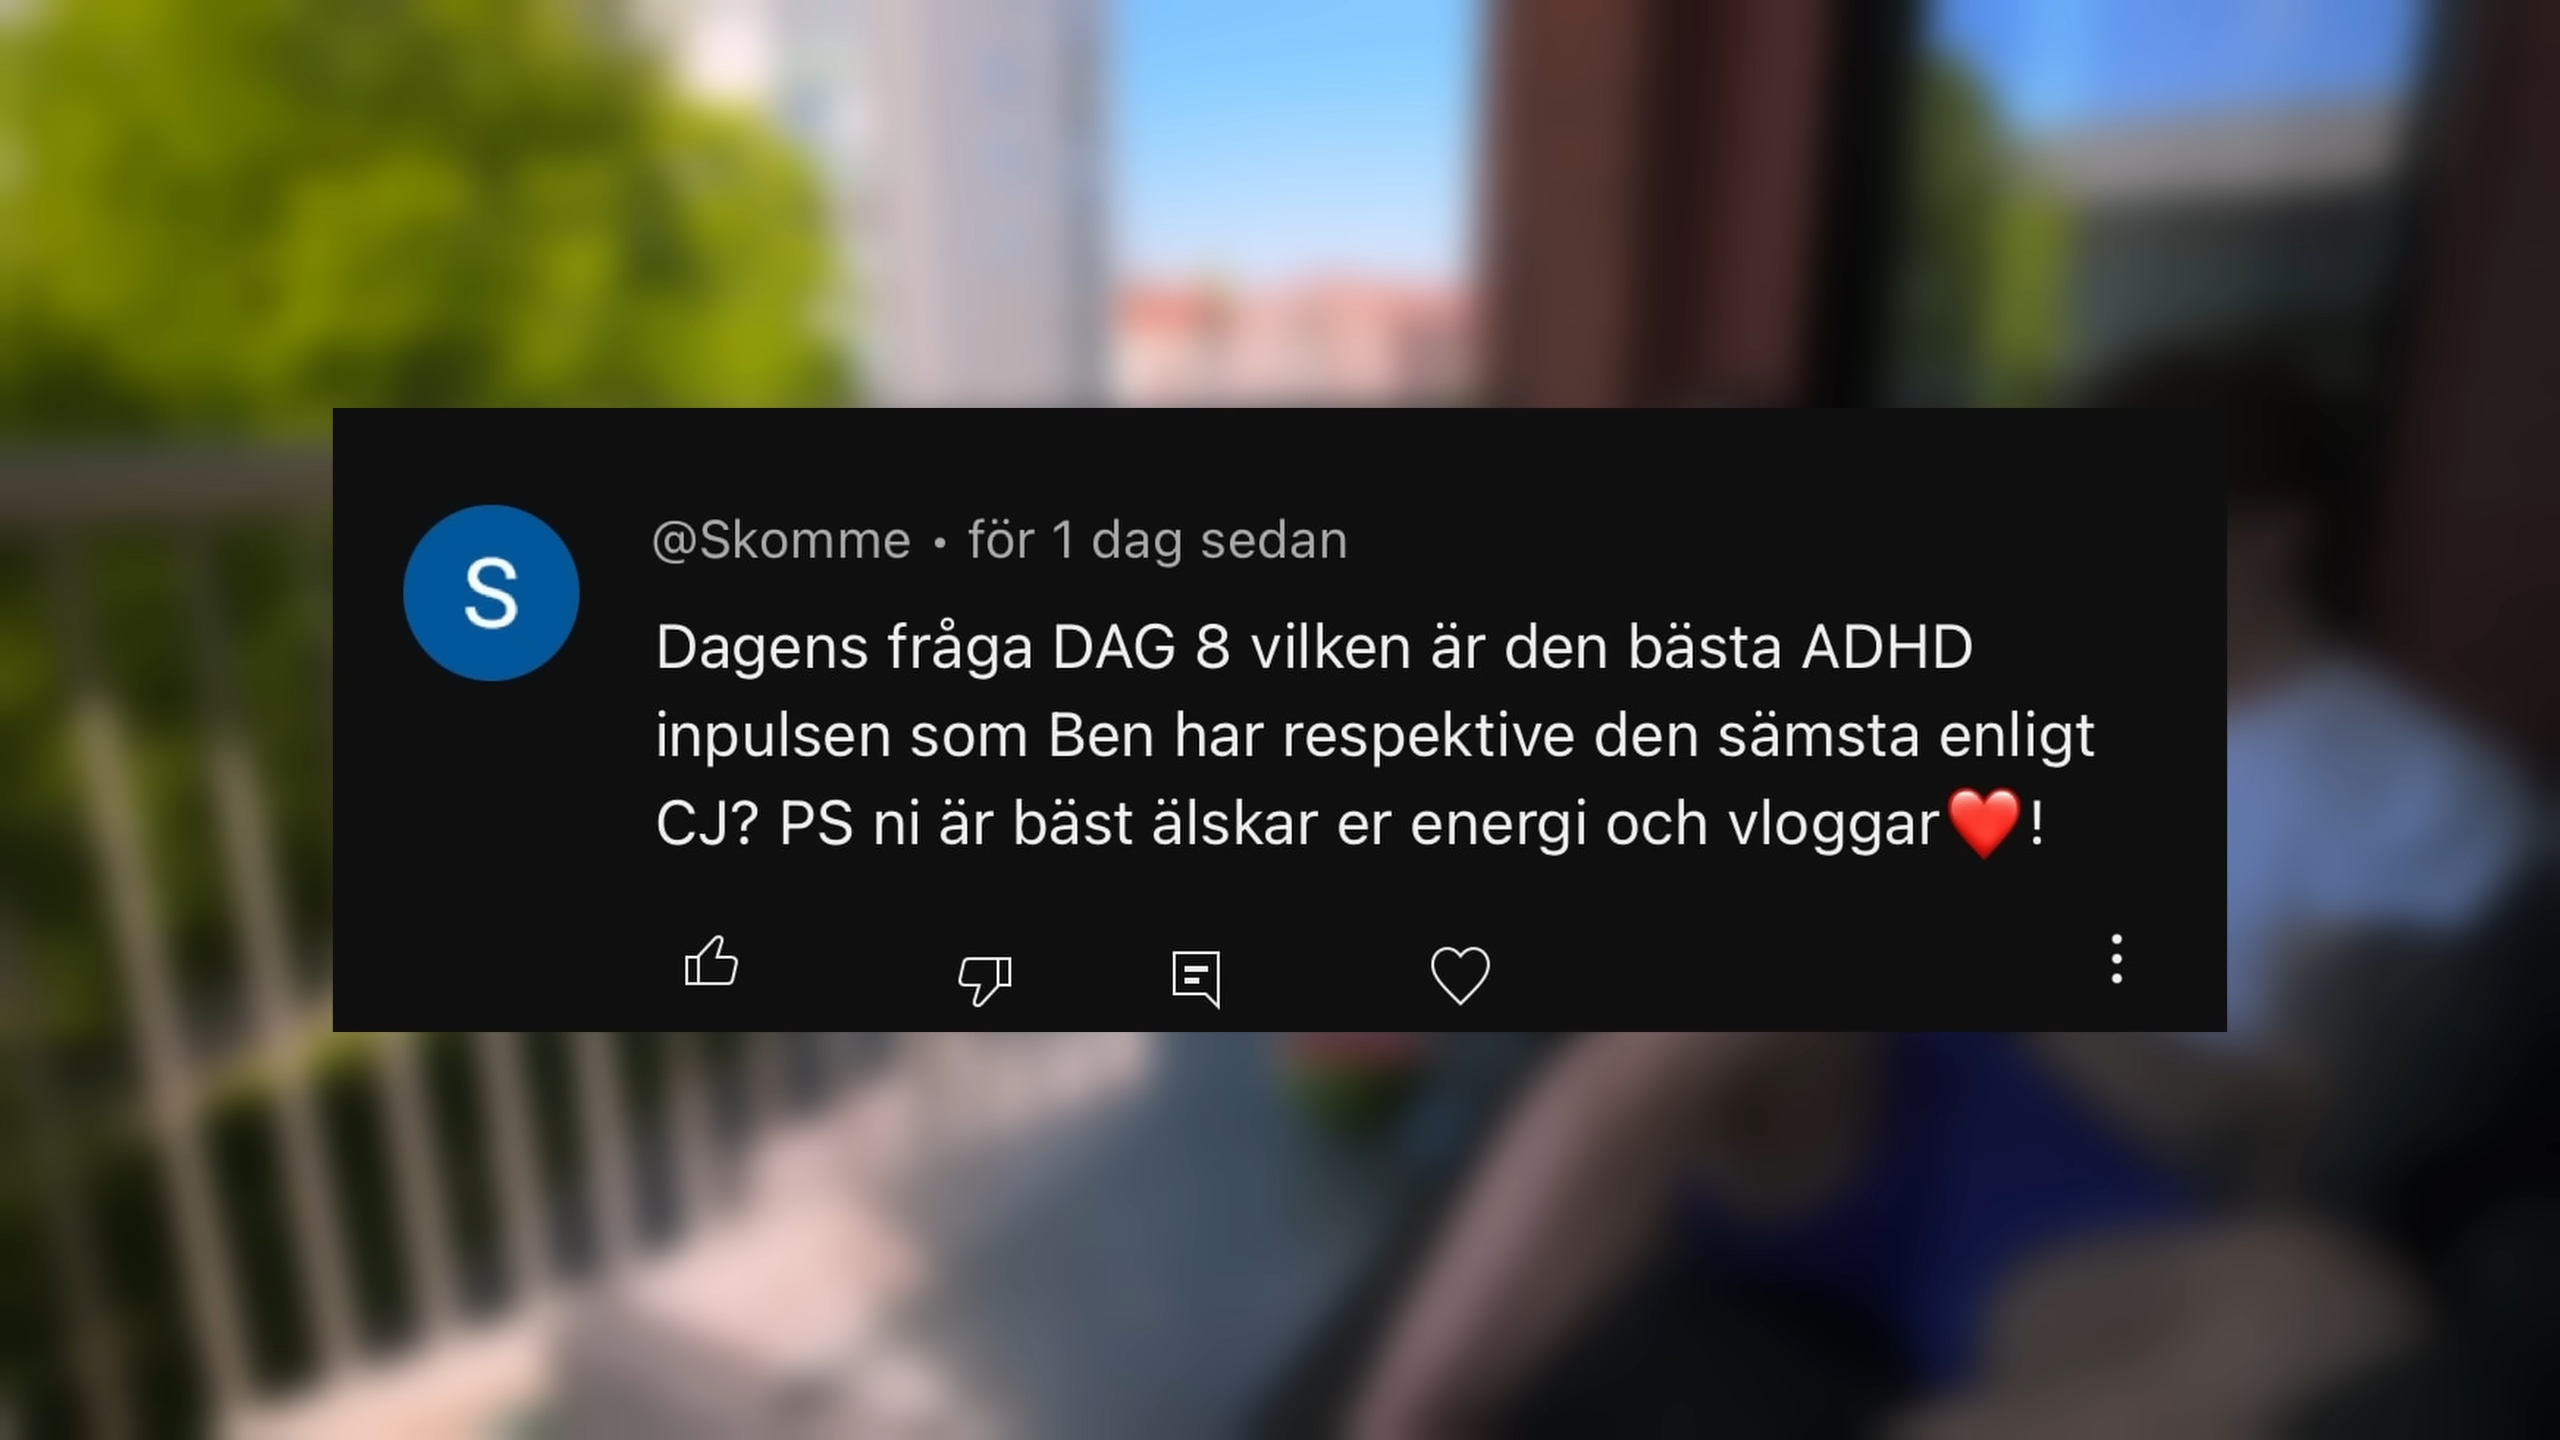 S
@Skomme • för 1 dag sedan
Dagens fråga DAG 8 vilken är den bästa ADHD
inpulsen som Ben har respektive den sämsta enligt
CJ? PS ni är bäst älskar er energi och vloggar❤️!